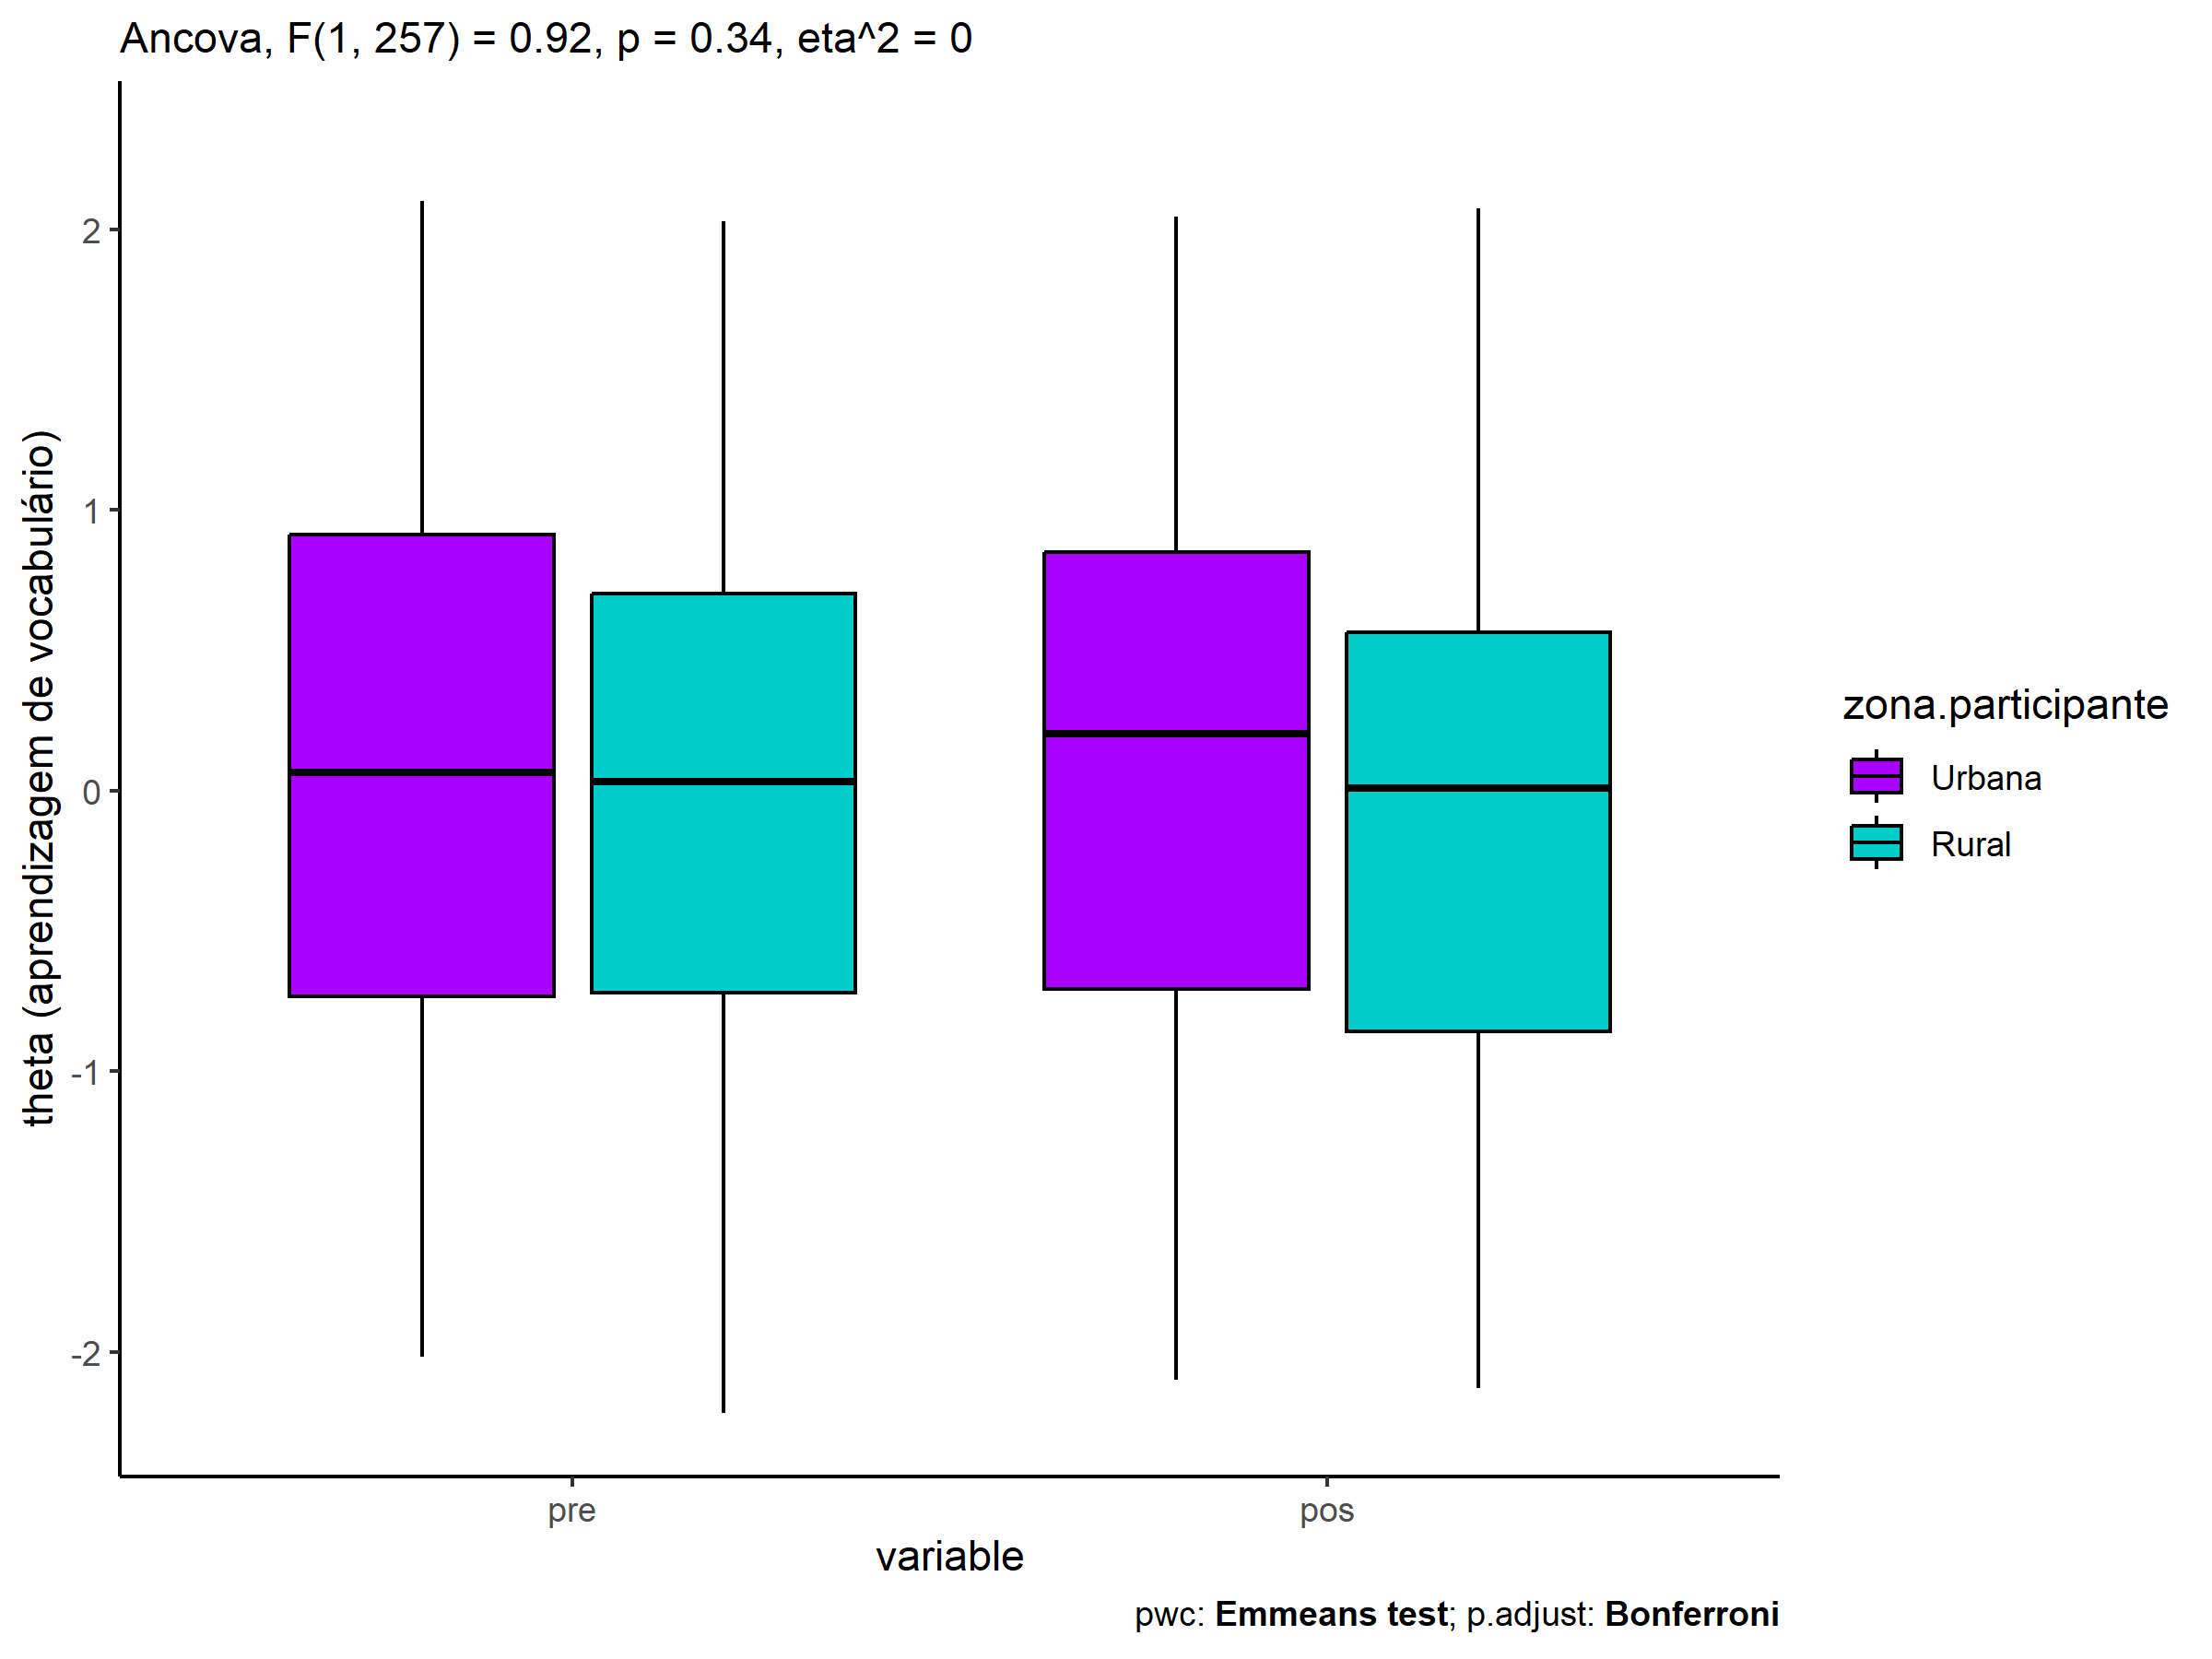 Ancova, F(1, 257) = 0.92, p = 0.34, eta^2 = 0
theta (aprendizagem de vocabulário)
2
1
0
-1
-2
pre
pos
variable
zona.participante
Urbana
Rural
pwc: Emmeans test; p.adjust: Bonferroni